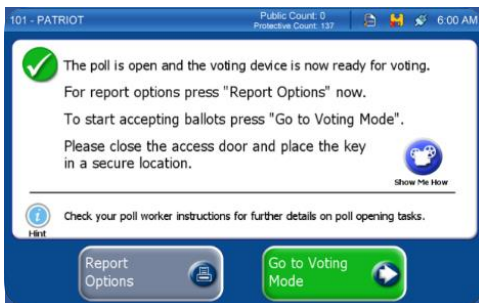 101 - PATRIOT
Public Count: 0
Protective Count: 137
6:00 AM
The poll is open and the voting device is now ready for voting.
For report options press "Report Options" now.
To start accepting ballots press "Go to Voting Mode".
Please close the access door and place the key
in a secure location.
Show Me How
Hint
Check your poll worker instructions for further details on poll opening tasks.
Report
Options
Go to Voting
Mode